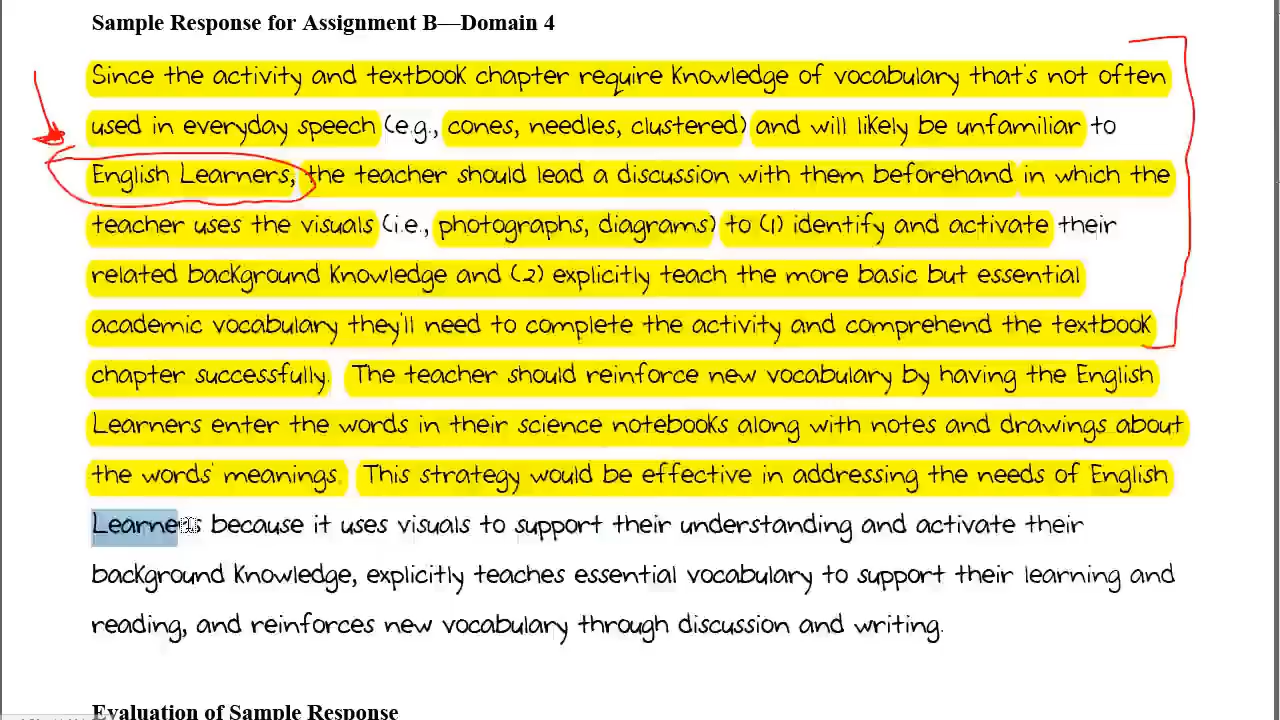 Sample Response for Assignment B—Domain 4
Since the activity and textbook chapter require knowledge of vocabulary that's not often
used in everyday speech (e.g., cones, needles, clustered) and will likely be unfamiliar to
English Learners, the teacher should lead a discussion with them beforehand in which the
teacher uses the visuals (i.e., photographs, diagrams) to (1) identify and activate their
related background knowledge and (2) explicitly teach the more basic but essential
academic vocabulary they'll need to complete the activity and comprehend the textbook
chapter successfully. The teacher should reinforce new vocabulary by having the English
Learners enter the words in their science notebooks along with notes and drawings about
the words' meanings. This strategy would be effective in addressing the needs of English
Learners because it uses visuals to support their understanding and activate their
background knowledge, explicitly teaches essential vocabulary to support their learning and
reading, and reinforces new vocabulary through discussion and writing.
Evaluation of Sample Response